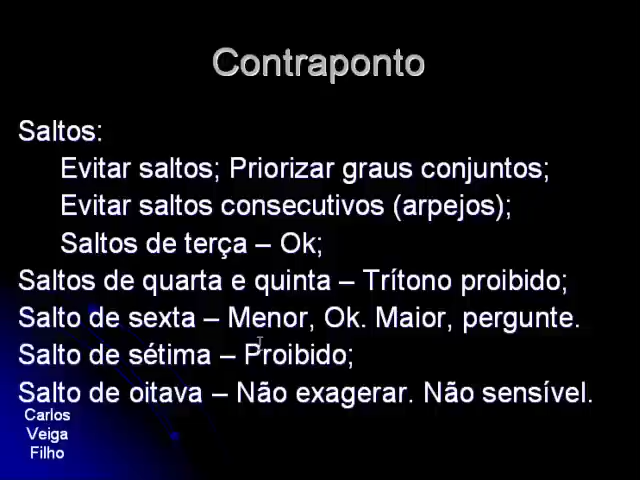 Contraponto
Saltos:
Evitar saltos; Priorizar graus conjuntos;
Evitar saltos consecutivos (arpejos);
Saltos de terça – Ok;
Saltos de quarta e quinta – Trítono proibido;
Salto de sexta – Menor, Ok. Maior, pergunte.
Salto de sétima – Proibido;
Salto de oitava – Não exagerar. Não sensível.
Carlos
Veiga
Filho